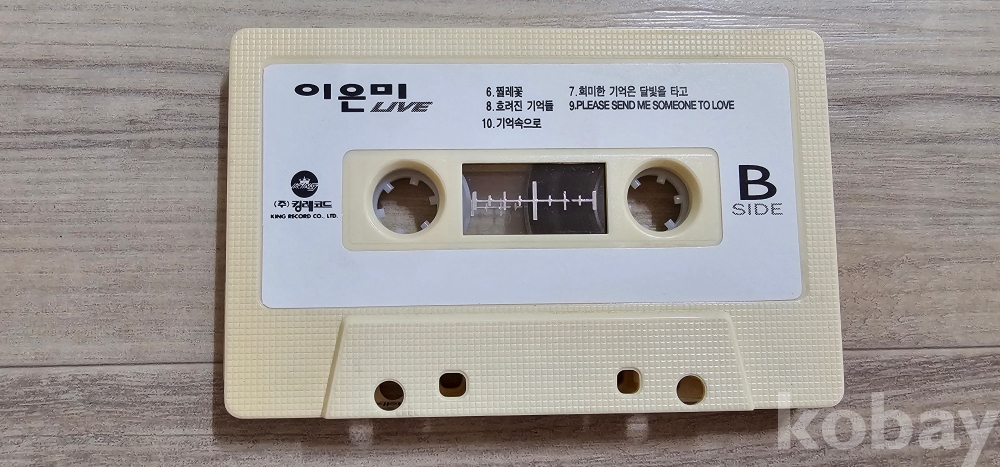 이은미
LIVE
6.찔레꽃 7.희미한 기억은 달빛을 타고
8.흐려진 기억들 9.PLEASE SEND ME SOMEONE TO LOVE
10.기억속으로
(주) 킹레코드
KING RECORD CO., LTD.
B
SIDE
kobay